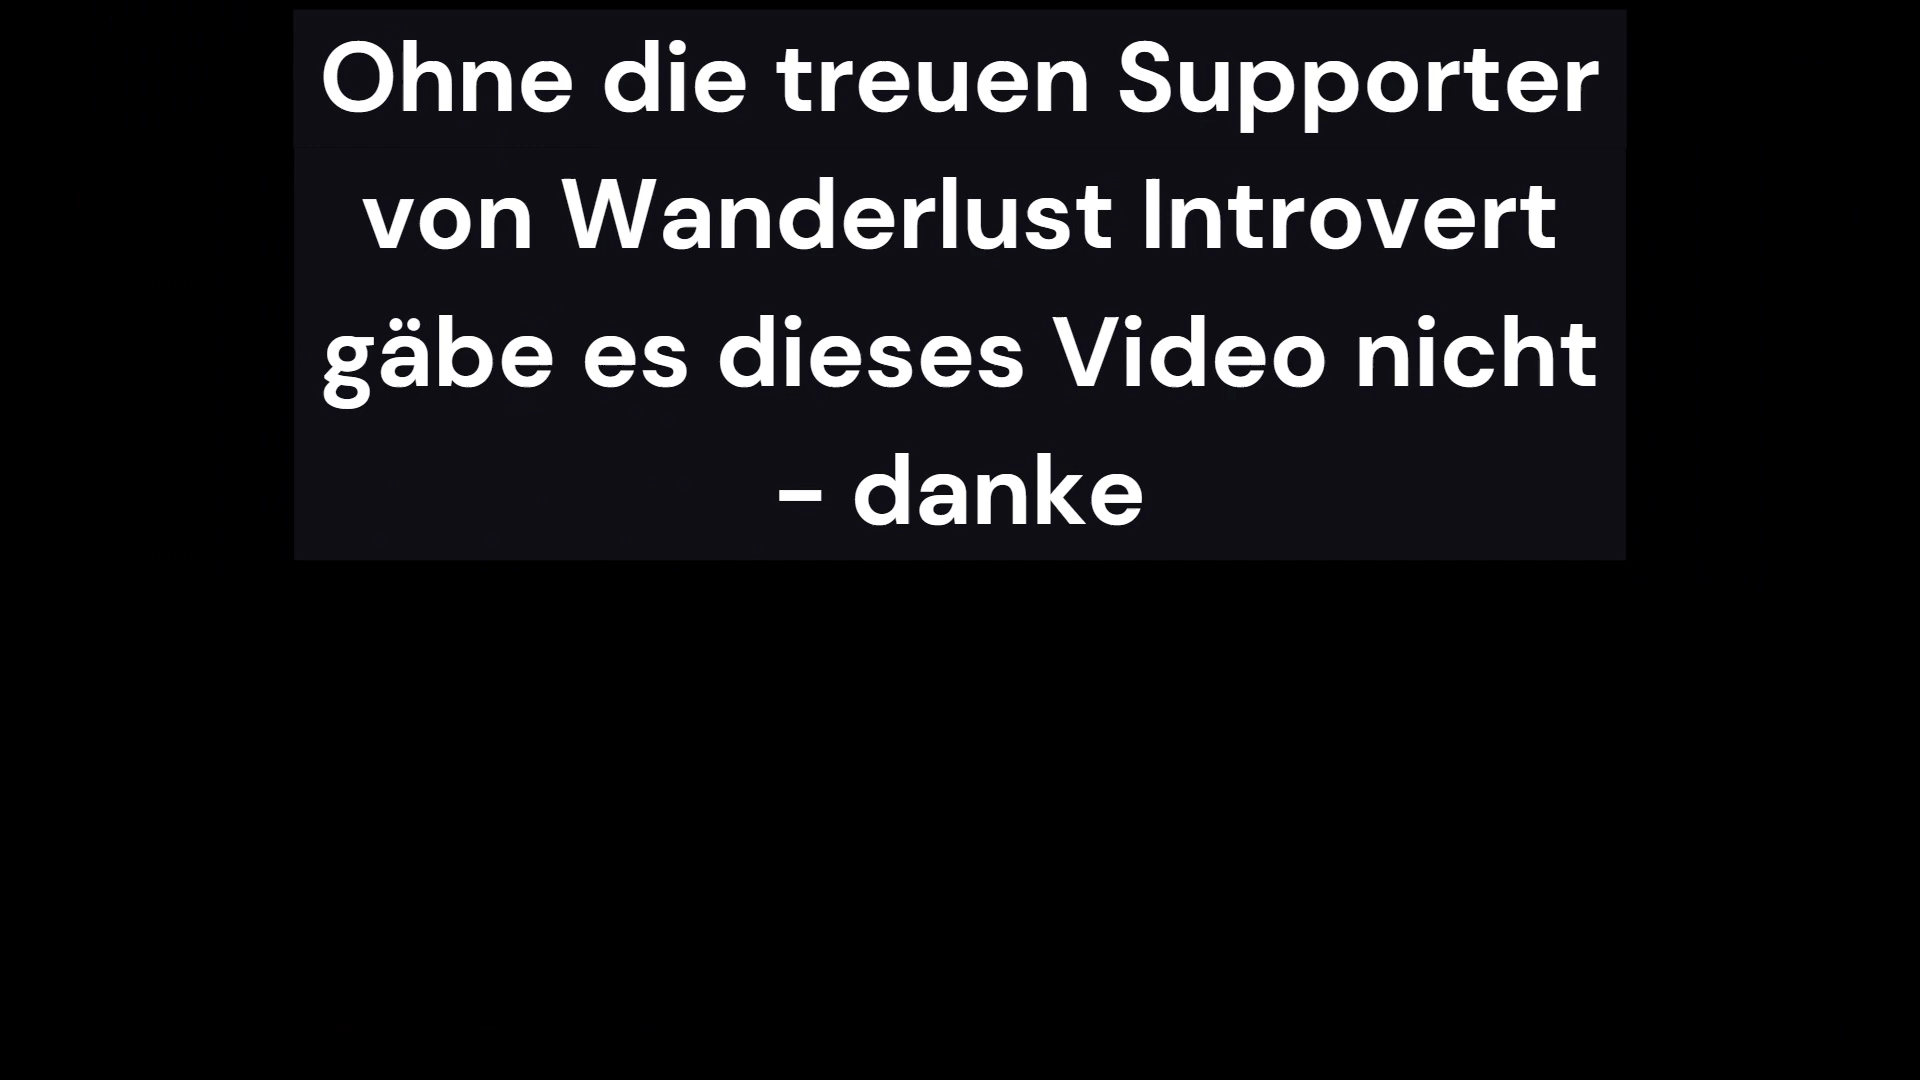 Ohne die treuen Supporter
von Wanderlust Introvert
gäbe es dieses Video nicht
- danke